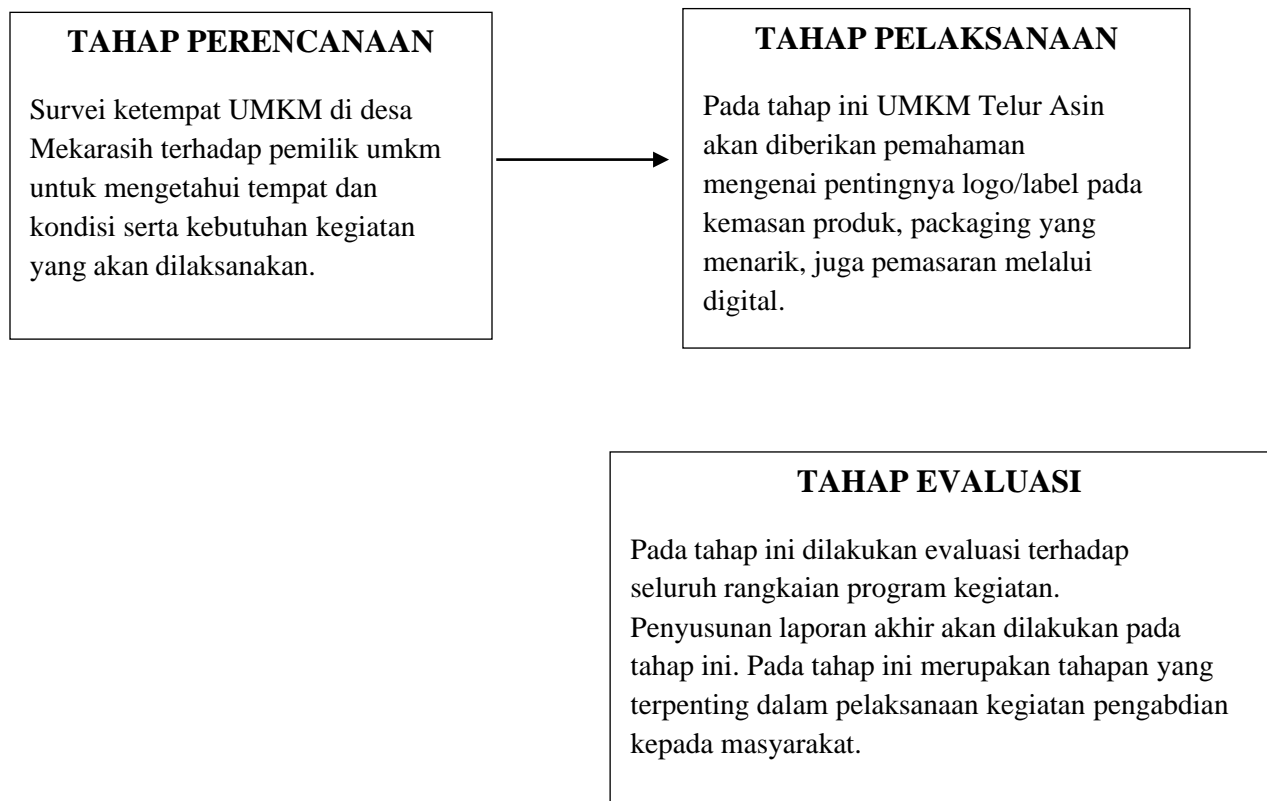 TAHAP PERENCANAAN
Survei ketempat UMKM di desa
Mekarasih terhadap pemilik umkm
untuk mengetahui tempat dan
kondisi serta kebutuhan kegiatan
yang akan dilaksanakan.
TAHAP PELAKSANAAN
Pada tahap ini UMKM Telur Asin
akan diberikan pemahaman
mengenai pentingnya logo/label pada
kemasan produk, packaging yang
menarik, juga pemasaran melalui
digital.
TAHAP EVALUASI
Pada tahap ini dilakukan evaluasi terhadap
seluruh rangkaian program kegiatan.
Penyusunan laporan akhir akan dilakukan pada
tahap ini. Pada tahap ini merupakan tahapan yang
terpenting dalam pelaksanaan kegiatan pengabdian
kepada masyarakat.